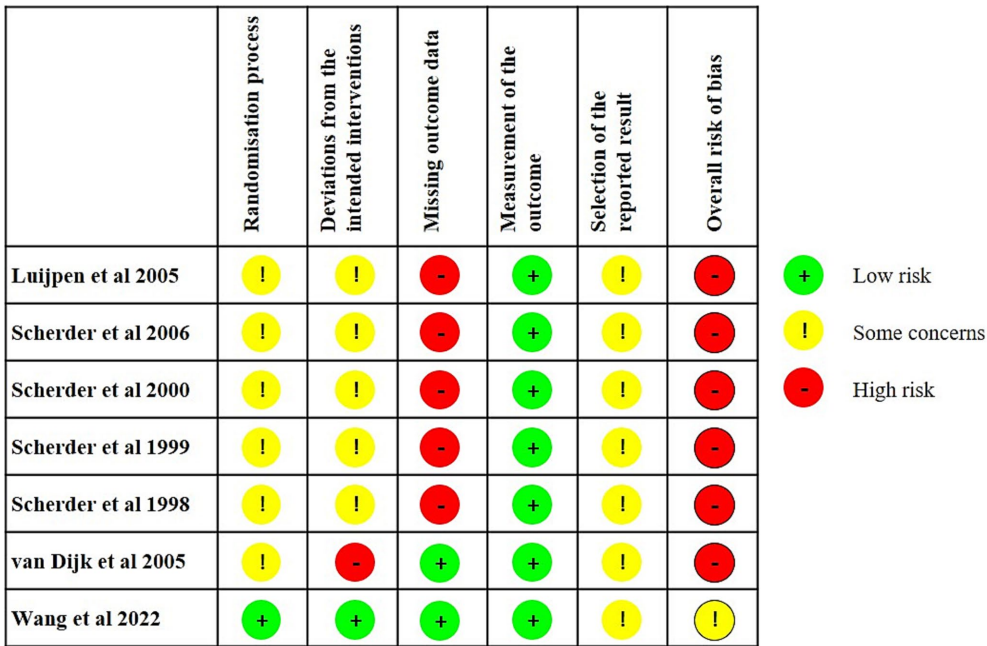 Randomisation process
Deviations from the
intended interventions
Missing outcome data
Measurement of the
outcome
Selection of the
reported result
Overall risk of bias
Luijpen et al 2005 ! ! - + ! -
Scherder et al 2006 ! ! - + ! -
Scherder et al 2000 ! ! - + ! -
Scherder et al 1999 ! ! - + ! -
Scherder et al 1998 ! ! - + ! -
van Dijk et al 2005 ! - + + ! -
Wang et al 2022 + + + + ! !
+ Low risk
! Some concerns
- High risk